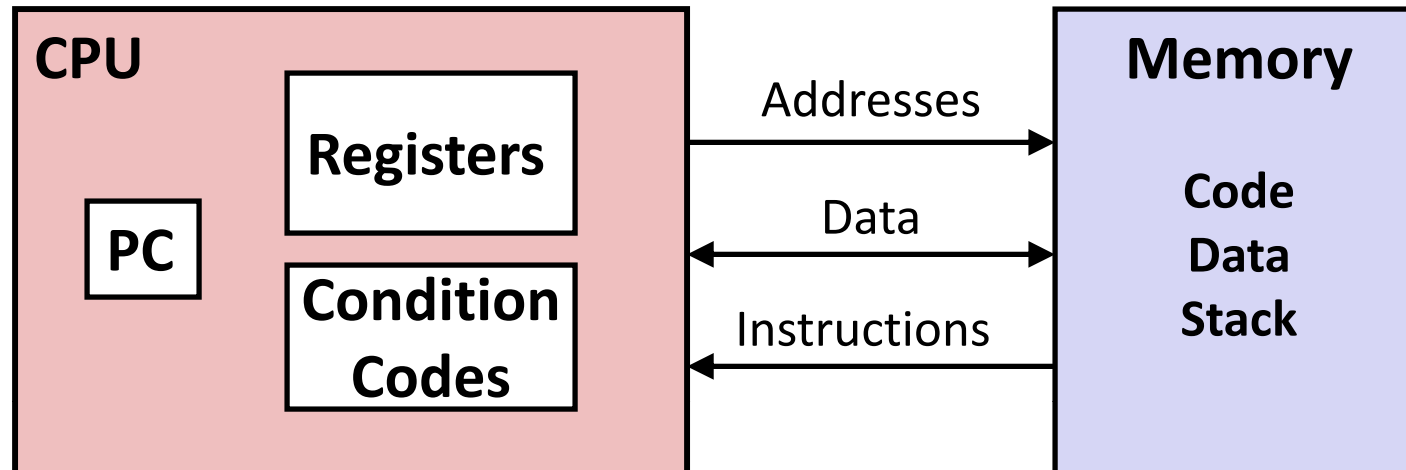 CPU
Registers
PC
Condition
Codes
Addresses
Data
Instructions
Memory
Code
Data
Stack